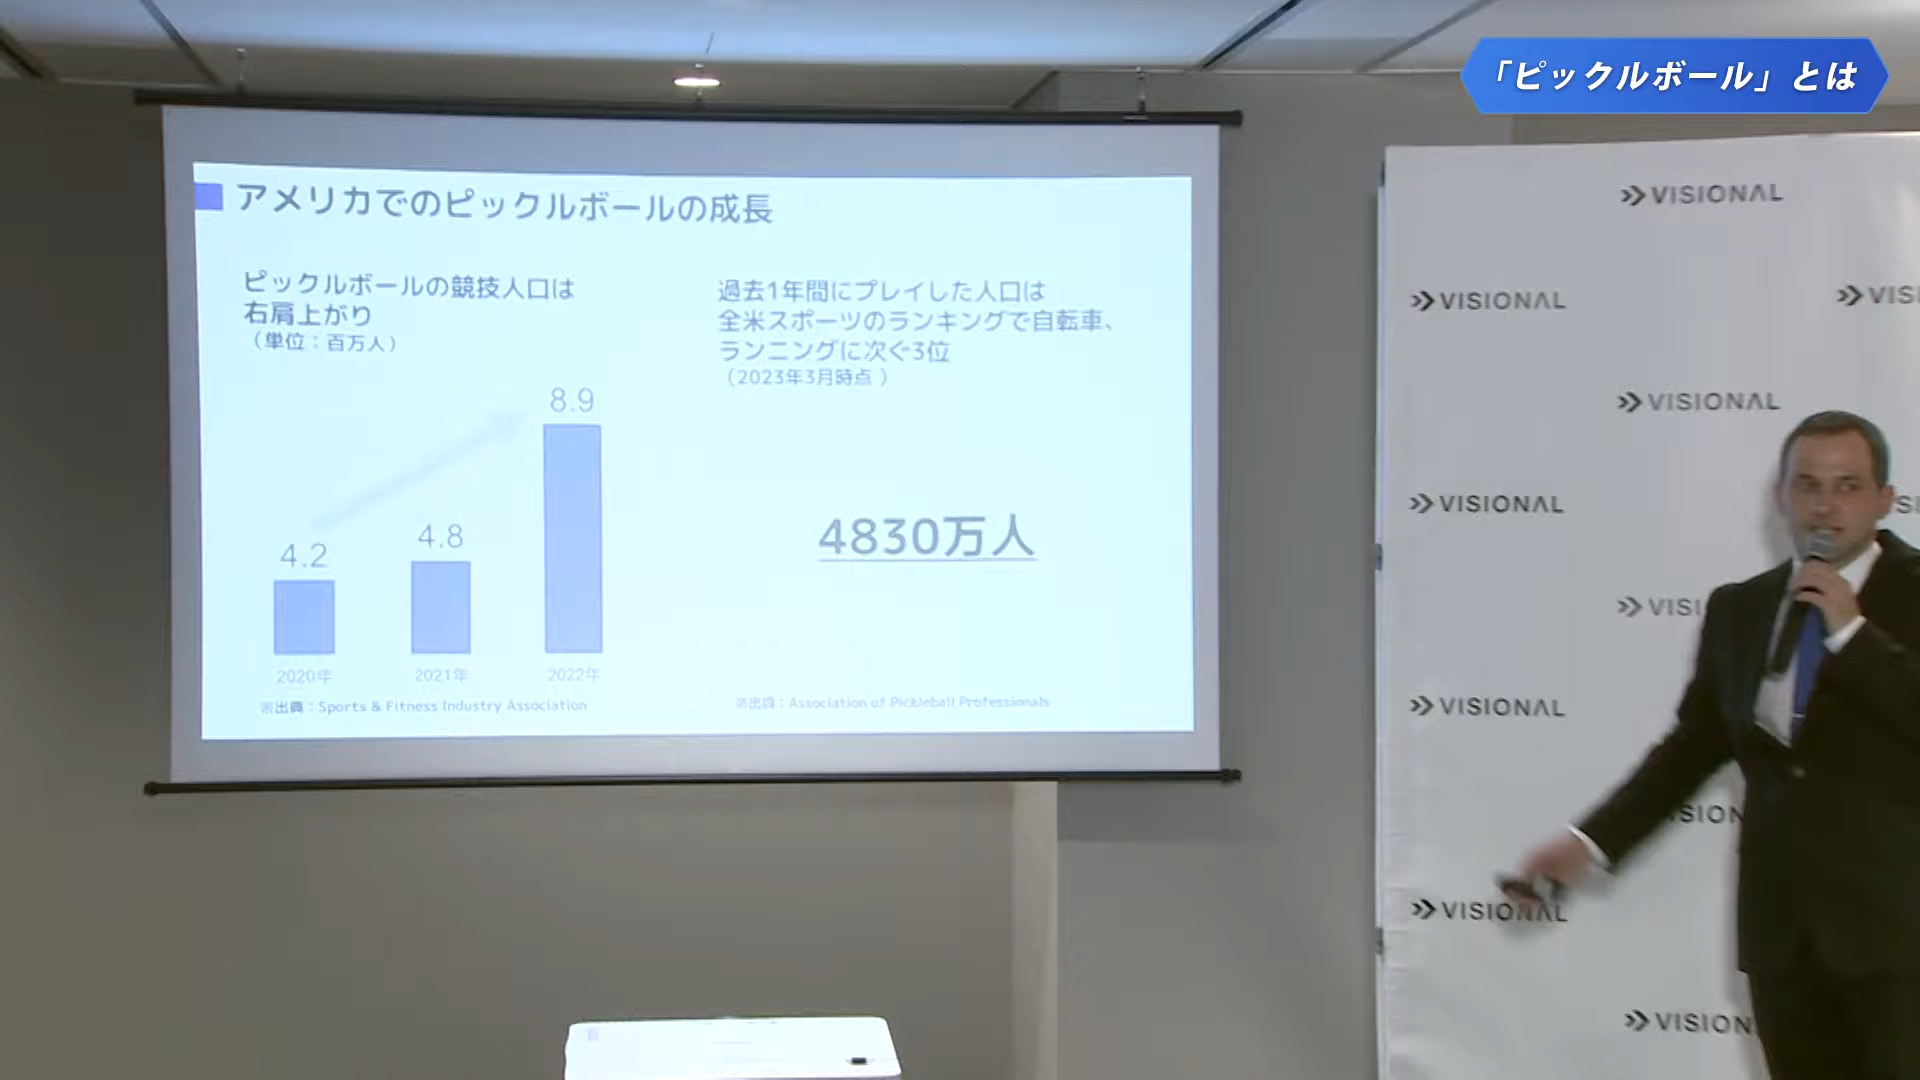 「ピックルボール」とは
アメリカでのピックルボールの成長
ピックルボールの競技人口は
右肩上がり
（単位：百万人）
4.2
4.8
8.9
2020年
2021年
2022年
※出典：Sports & Fitness Industry Association
過去1年間にプレイした人口は
全米スポーツのランキングで自転車、
ランニングに次ぐ3位
（2023年3月時点 ）
4830万人
※出典：Association of Pickleball Professionals
VISIONAL
VISIONAL
VIS
VISIONAL
VISIONAL
SI
VISI
VISIONAL
SION
VISIONAL
VISION